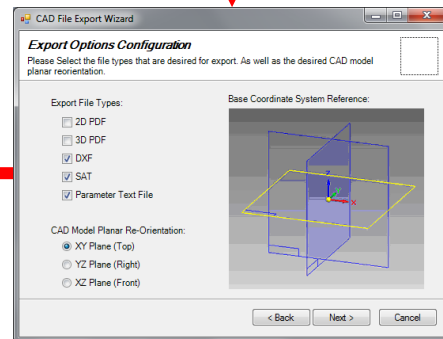 CAD File Export Wizard
Export Options Configuration
Please Select the file types that are desired for export. As well as the desired CAD model
planar reorientation.
Export File Types:
2D PDF
3D PDF
DXF
SAT
Parameter Text File
CAD Model Planar Re-Orientation:
XY Plane (Top)
YZ Plane (Right)
XZ Plane (Front)
Base Coordinate System Reference:
Z
Y
X
< Back
Next >
Cancel